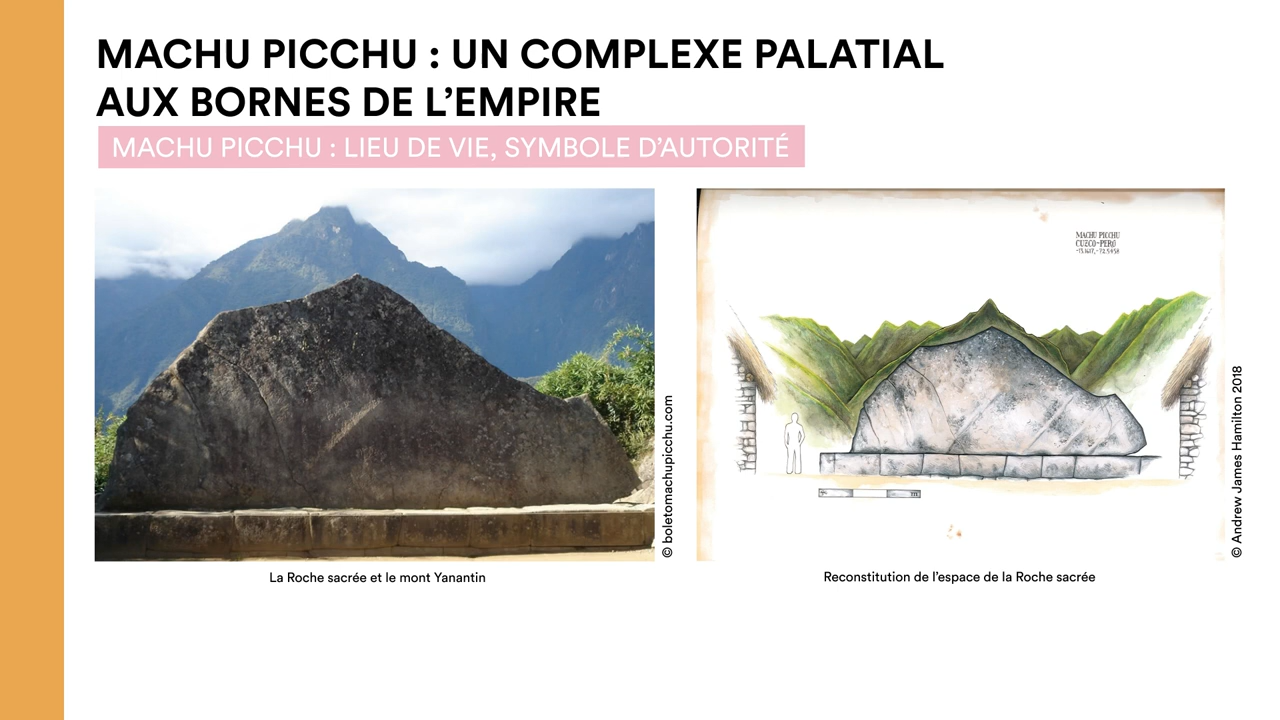 MACHU PICCHU : UN COMPLEXE PALATIAL
AUX BORNES DE L’EMPIRE
MACHU PICCHU : LIEU DE VIE, SYMBOLE D’AUTORITÉ
© boletomachupicchu.com
La Roche sacrée et le mont Yanantin
MACHU PICCHU
CUZCO-PERÚ
© Andrew James Hamilton 2018
Reconstitution de l’espace de la Roche sacrée